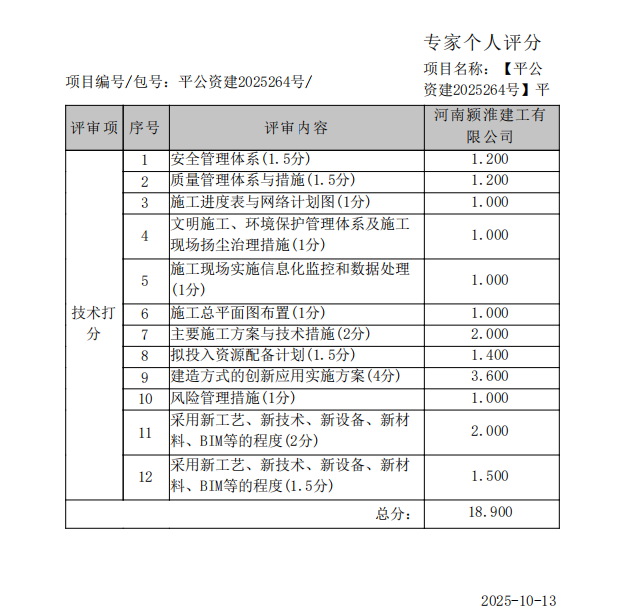 专家个人评分
项目编号/包号: 平公资建2025264号/
项目名称: 【平公
资建2025264号】平
评审项 序号 评审内容 河南颍淮建工有
限公司
1 安全管理体系(1.5分) 1.200
2 质量管理体系与措施(1.5分) 1.200
3 施工进度表与网络计划图(1分) 1.000
4 文明施工、环境保护管理体系及施工
现场扬尘治理措施(1分) 1.000
5 施工现场实施信息化监控和数据处理
(1分) 1.000
技术打
分
6 施工总平面图布置(1分) 1.000
7 主要施工方案与技术措施(2分) 2.000
8 拟投入资源配备计划(1.5分) 1.400
9 建造方式的创新应用实施方案(4分) 3.600
10 风险管理措施(1分) 1.000
11 采用新工艺、新技术、新设备、新材
料、BIM等的程度(2分) 2.000
12 采用新工艺、新技术、新设备、新材
料、BIM等的程度(1.5分) 1.500
总分: 18.900
2025-10-13